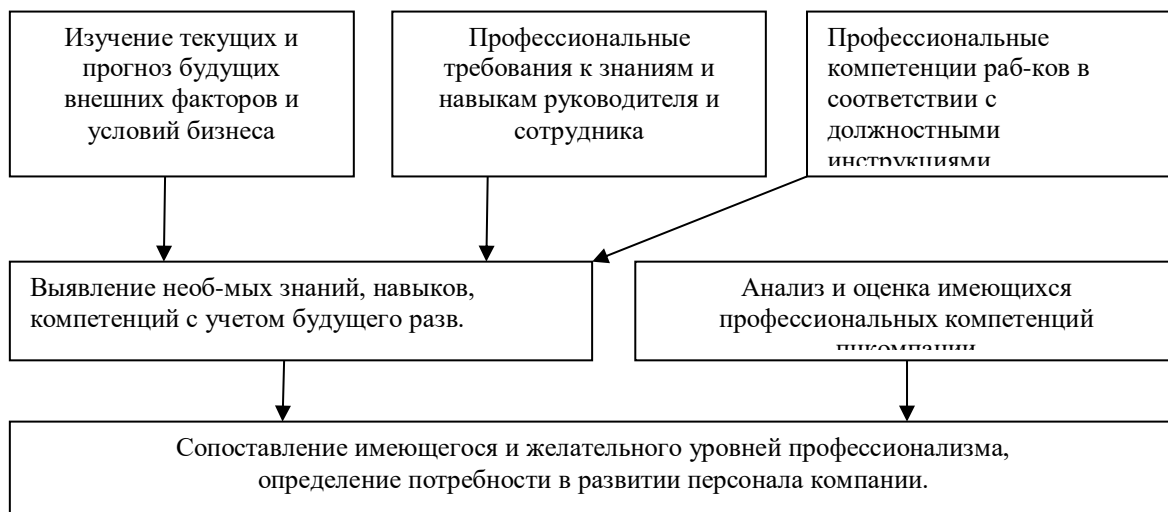 Изучение текущих и
прогноз будущих
внешних факторов и
условий бизнеса
Профессиональные
требования к знаниям и
навыкам руководителя и
сотрудника
Профессиональные
компетенции раб-ков в
соответствии с
должностными
инструкциями
Выявление необ-мых знаний, навыков,
компетенций с учетом будущего разв.
Анализ и оценка имеющихся
профессиональных компетенций
Сопоставление имеющегося и желательного уровней профессионализма,
определение потребности в развитии персонала компании.